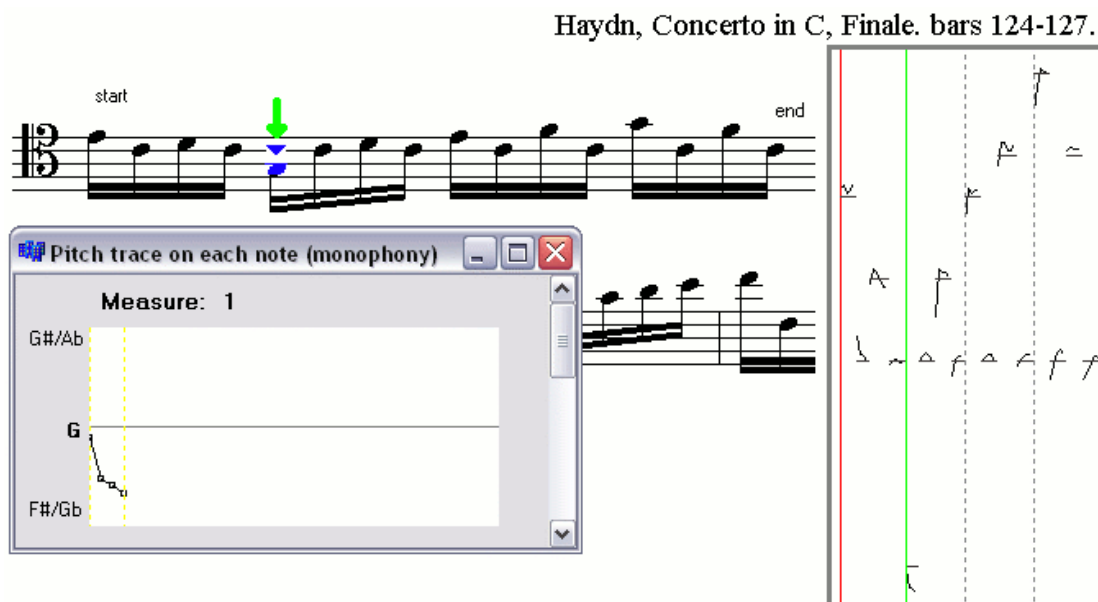 Haydn, Concerto in C, Finale. bars 124-127.
start
end
Pitch trace on each note (monophony)
Measure: 1
G#/Ab
G
F#/Gb